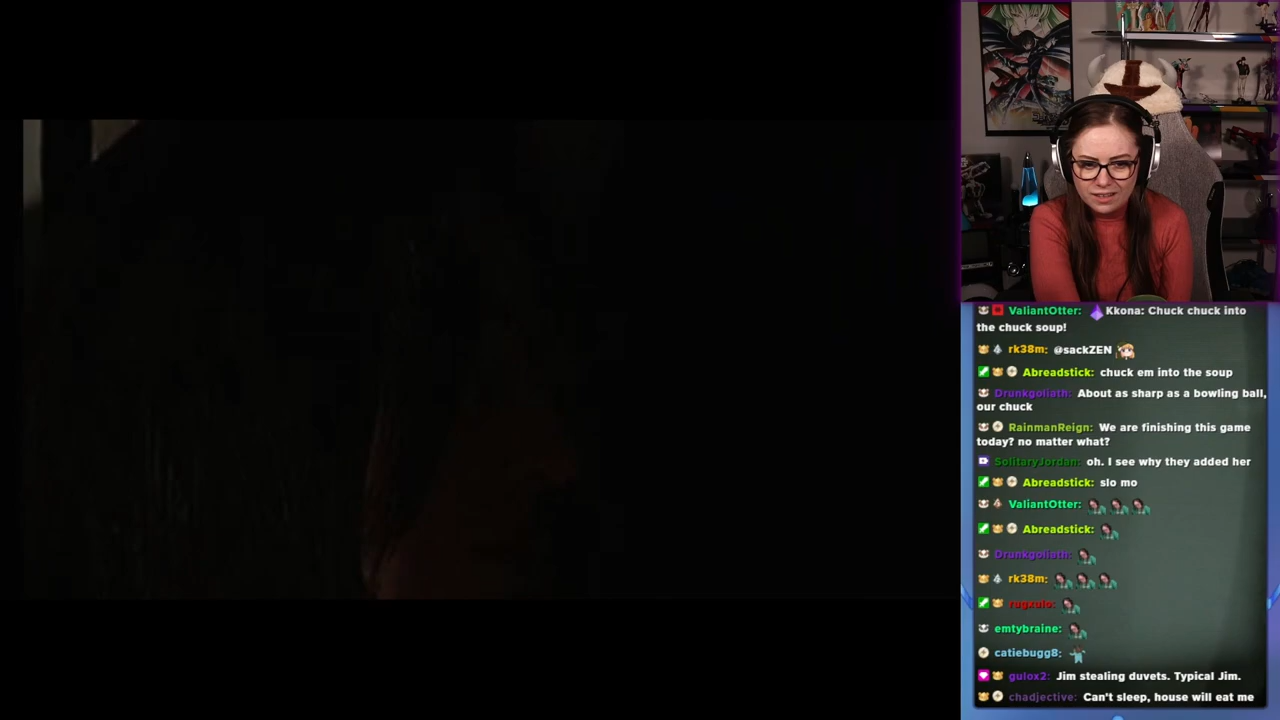 ValiantOtter: Kkona: Chuck chuck into
the chuck soup!
rk38m: @sackZEN
Abreadstick: chuck em into the soup
Drunkgoliath: About as sharp as a bowling ball,
our chuck
RainmanReign: We are finishing this game
today? no matter what?
SolitaryJordan: oh. I see why they added her
Abreadstick: slo mo
ValiantOtter:
Abreadstick:
Drunkgoliath:
rk38m:
rugxulo:
emtybraine:
catiebugg8:
gulox2: Jim stealing duvets. Typical Jim.
chadjective: Can't sleep, house will eat me